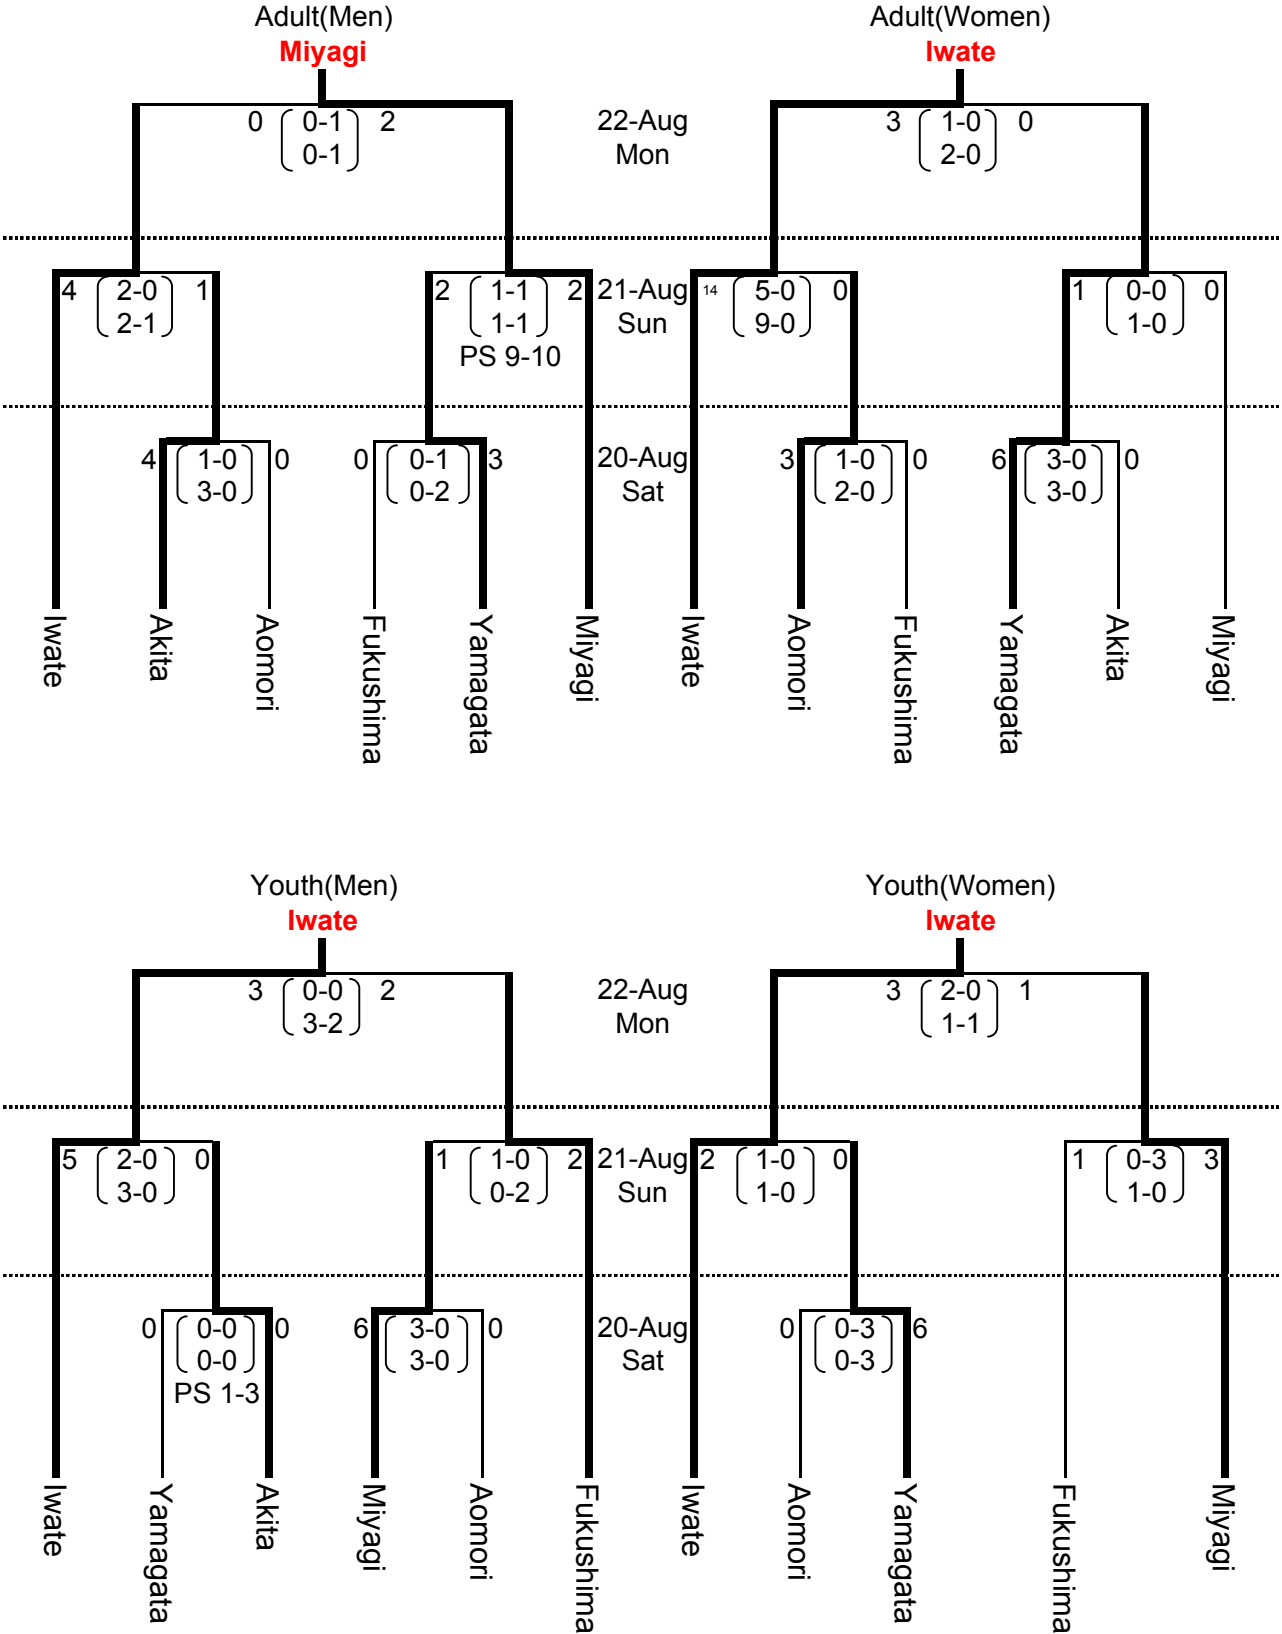 Adult(Men)
Miyagi
0 0-1 2
0-1
22-Aug
Mon
Adult(Women)
Iwate
3 1-0 0
2-0
4 2-0 1
2-1
2 1-1 2
1-1
PS 9-10
21-Aug
Sun
14 5-0 0
9-0
1 0-0 0
1-0
4 1-0 0
3-0
0 0-1 3
0-2
20-Aug
Sat
3 1-0 0
2-0
6 3-0 0
3-0
Iwate
Akita
Aomori
Fukushima
Yamagata
Miyagi
Iwate
Aomori
Fukushima
Yamagata
Akita
Miyagi
Youth(Men)
Iwate
3 0-0 2
3-2
22-Aug
Mon
Youth(Women)
Iwate
3 2-0 1
1-1
5 2-0 0
3-0
1 1-0 2
0-2
21-Aug
Sun
2 1-0 0
1-0
1 0-3 3
1-0
0 0-0 0
0-0
PS 1-3
6 3-0 0
3-0
20-Aug
Sat
0 0-3 6
0-3
Iwate
Yamagata
Akita
Miyagi
Aomori
Fukushima
Iwate
Aomori
Yamagata
Fukushima
Miyagi